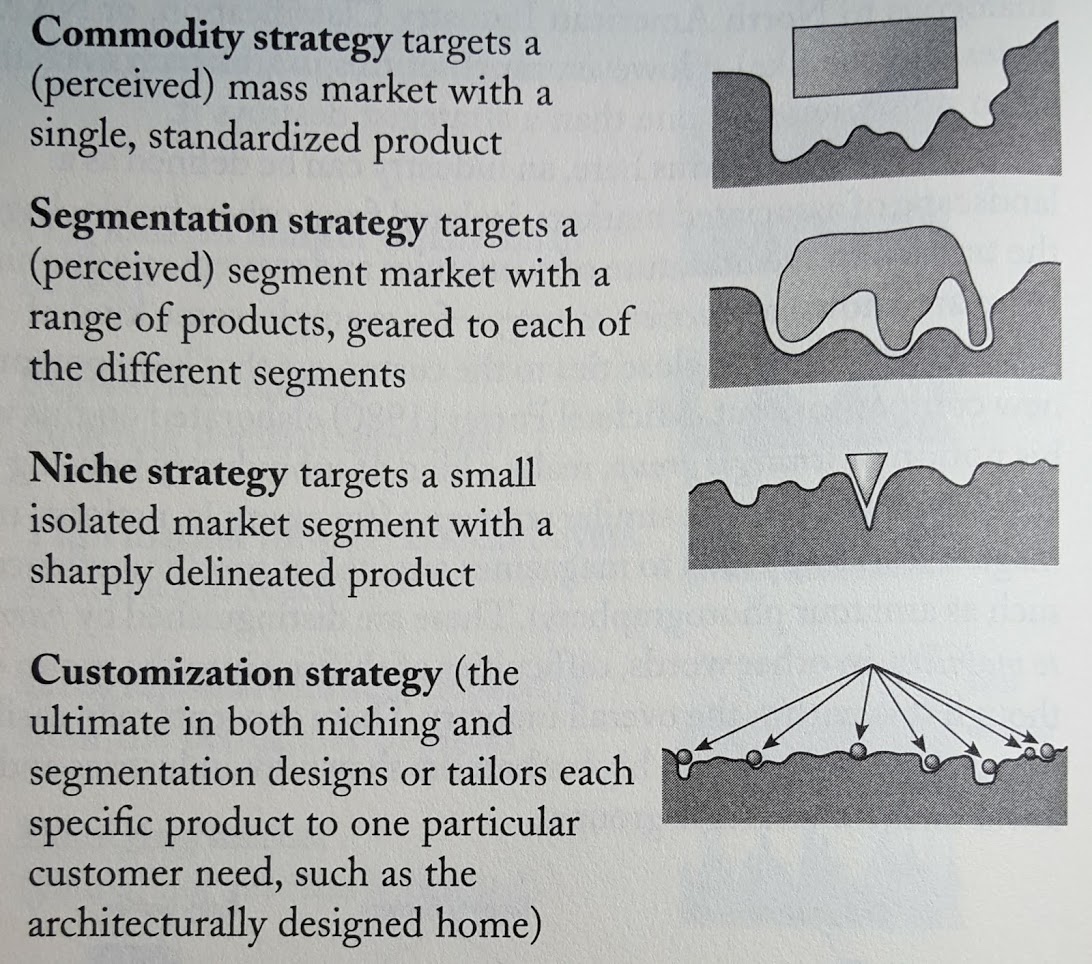 Commodity strategy targets a
(perceived) mass market with a
single, standardized product
Segmentation strategy targets a
(perceived) segment market with a
range of products, geared to each of
the different segments
Niche strategy targets a small
isolated market segment with a
sharply delineated product
Customization strategy (the
ultimate in both niching and
segmentation designs or tailors each
specific product to one particular
customer need, such as the
architecturally designed home)